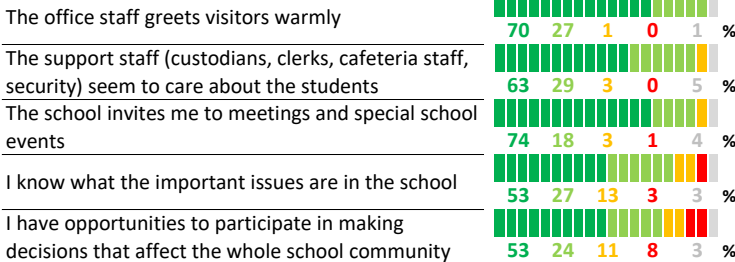 The office staff greets visitors warmly
70 27 1 0 1 %
The support staff (custodians, clerks, cafeteria staff,
security) seem to care about the students
63 29 3 0 5 %
The school invites me to meetings and special school
events
74 18 3 1 4 %
I know what the important issues are in the school
53 27 13 3 3 %
I have opportunities to participate in making
decisions that affect the whole school community
53 24 11 8 3 %